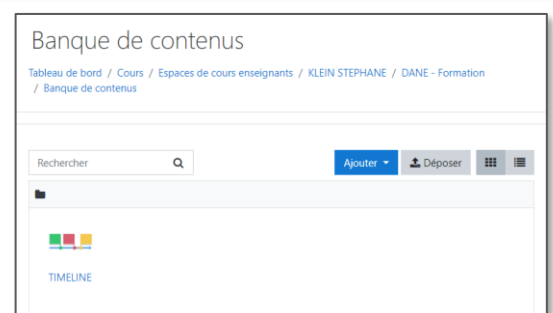 Banque de contenus
Tableau de bord / Cours / Espaces de cours enseignants / KLEIN STEPHANE / DANE - Formation
/ Banque de contenus
Rechercher
Ajouter
Déposer
TIMELINE